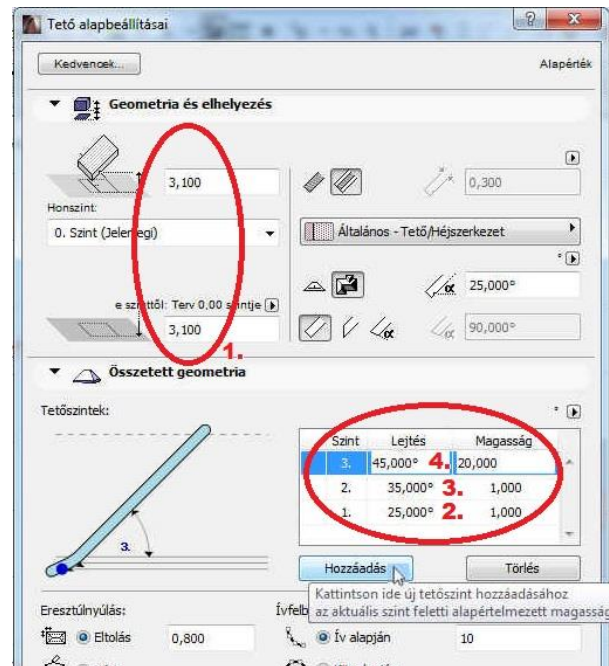 Tető alapbeállításai
Kedvencek...
Alapérték
Geometria és elhelyezés
3,100
0,300
Honszint:
0. Szint (Jelenlegi)
Általános - Tető/Héjszerkezet
25,000°
e szinttől: Terv 0,00 szintje
3,100
90,000°
1.
Összetett geometria
Tetőszintek:
Szint Lejtés Magasság
3. 45,000° 4. 20,000
2. 35,000° 3. 1,000
1. 25,000° 2. 1,000
3.
Hozzáadás
Törlés
Kattintson ide új tetőszint hozzáadásához
az aktuális szint feletti alapértelmezett magasság
Eresztúlnyúlás:
Eltolás 0,800
Ív alapján 10